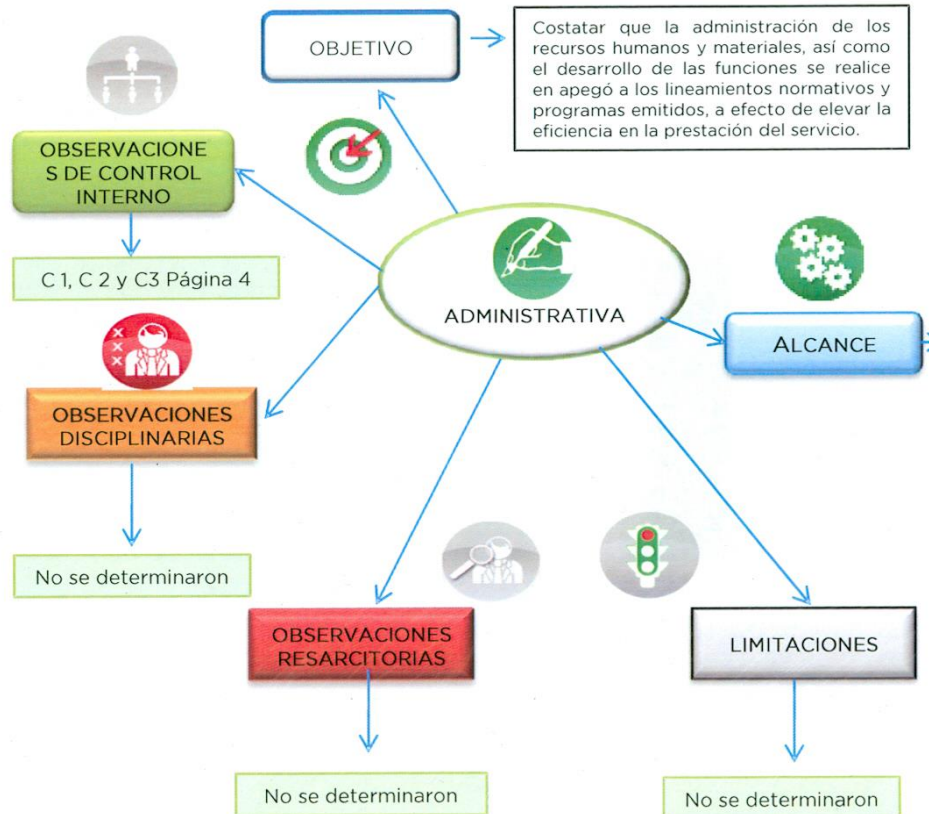 OBJETIVO
Costatar que la administración de los
recursos humanos y materiales, así como
el desarrollo de las funciones se realice
en apegó a los lineamientos normativos y
programas emitidos, a efecto de elevar la
eficiencia en la prestación del servicio.
OBSERVACIONE
S DE CONTROL
INTERNO
C 1, C 2 y C3 Página 4
ADMINISTRATIVA
ALCANCE
X
X
X
OBSERVACIONES
DISCIPLINARIAS
No se determinaron
OBSERVACIONES
RESARCITORIAS
LIMITACIONES
No se determinaron
No se determinaron